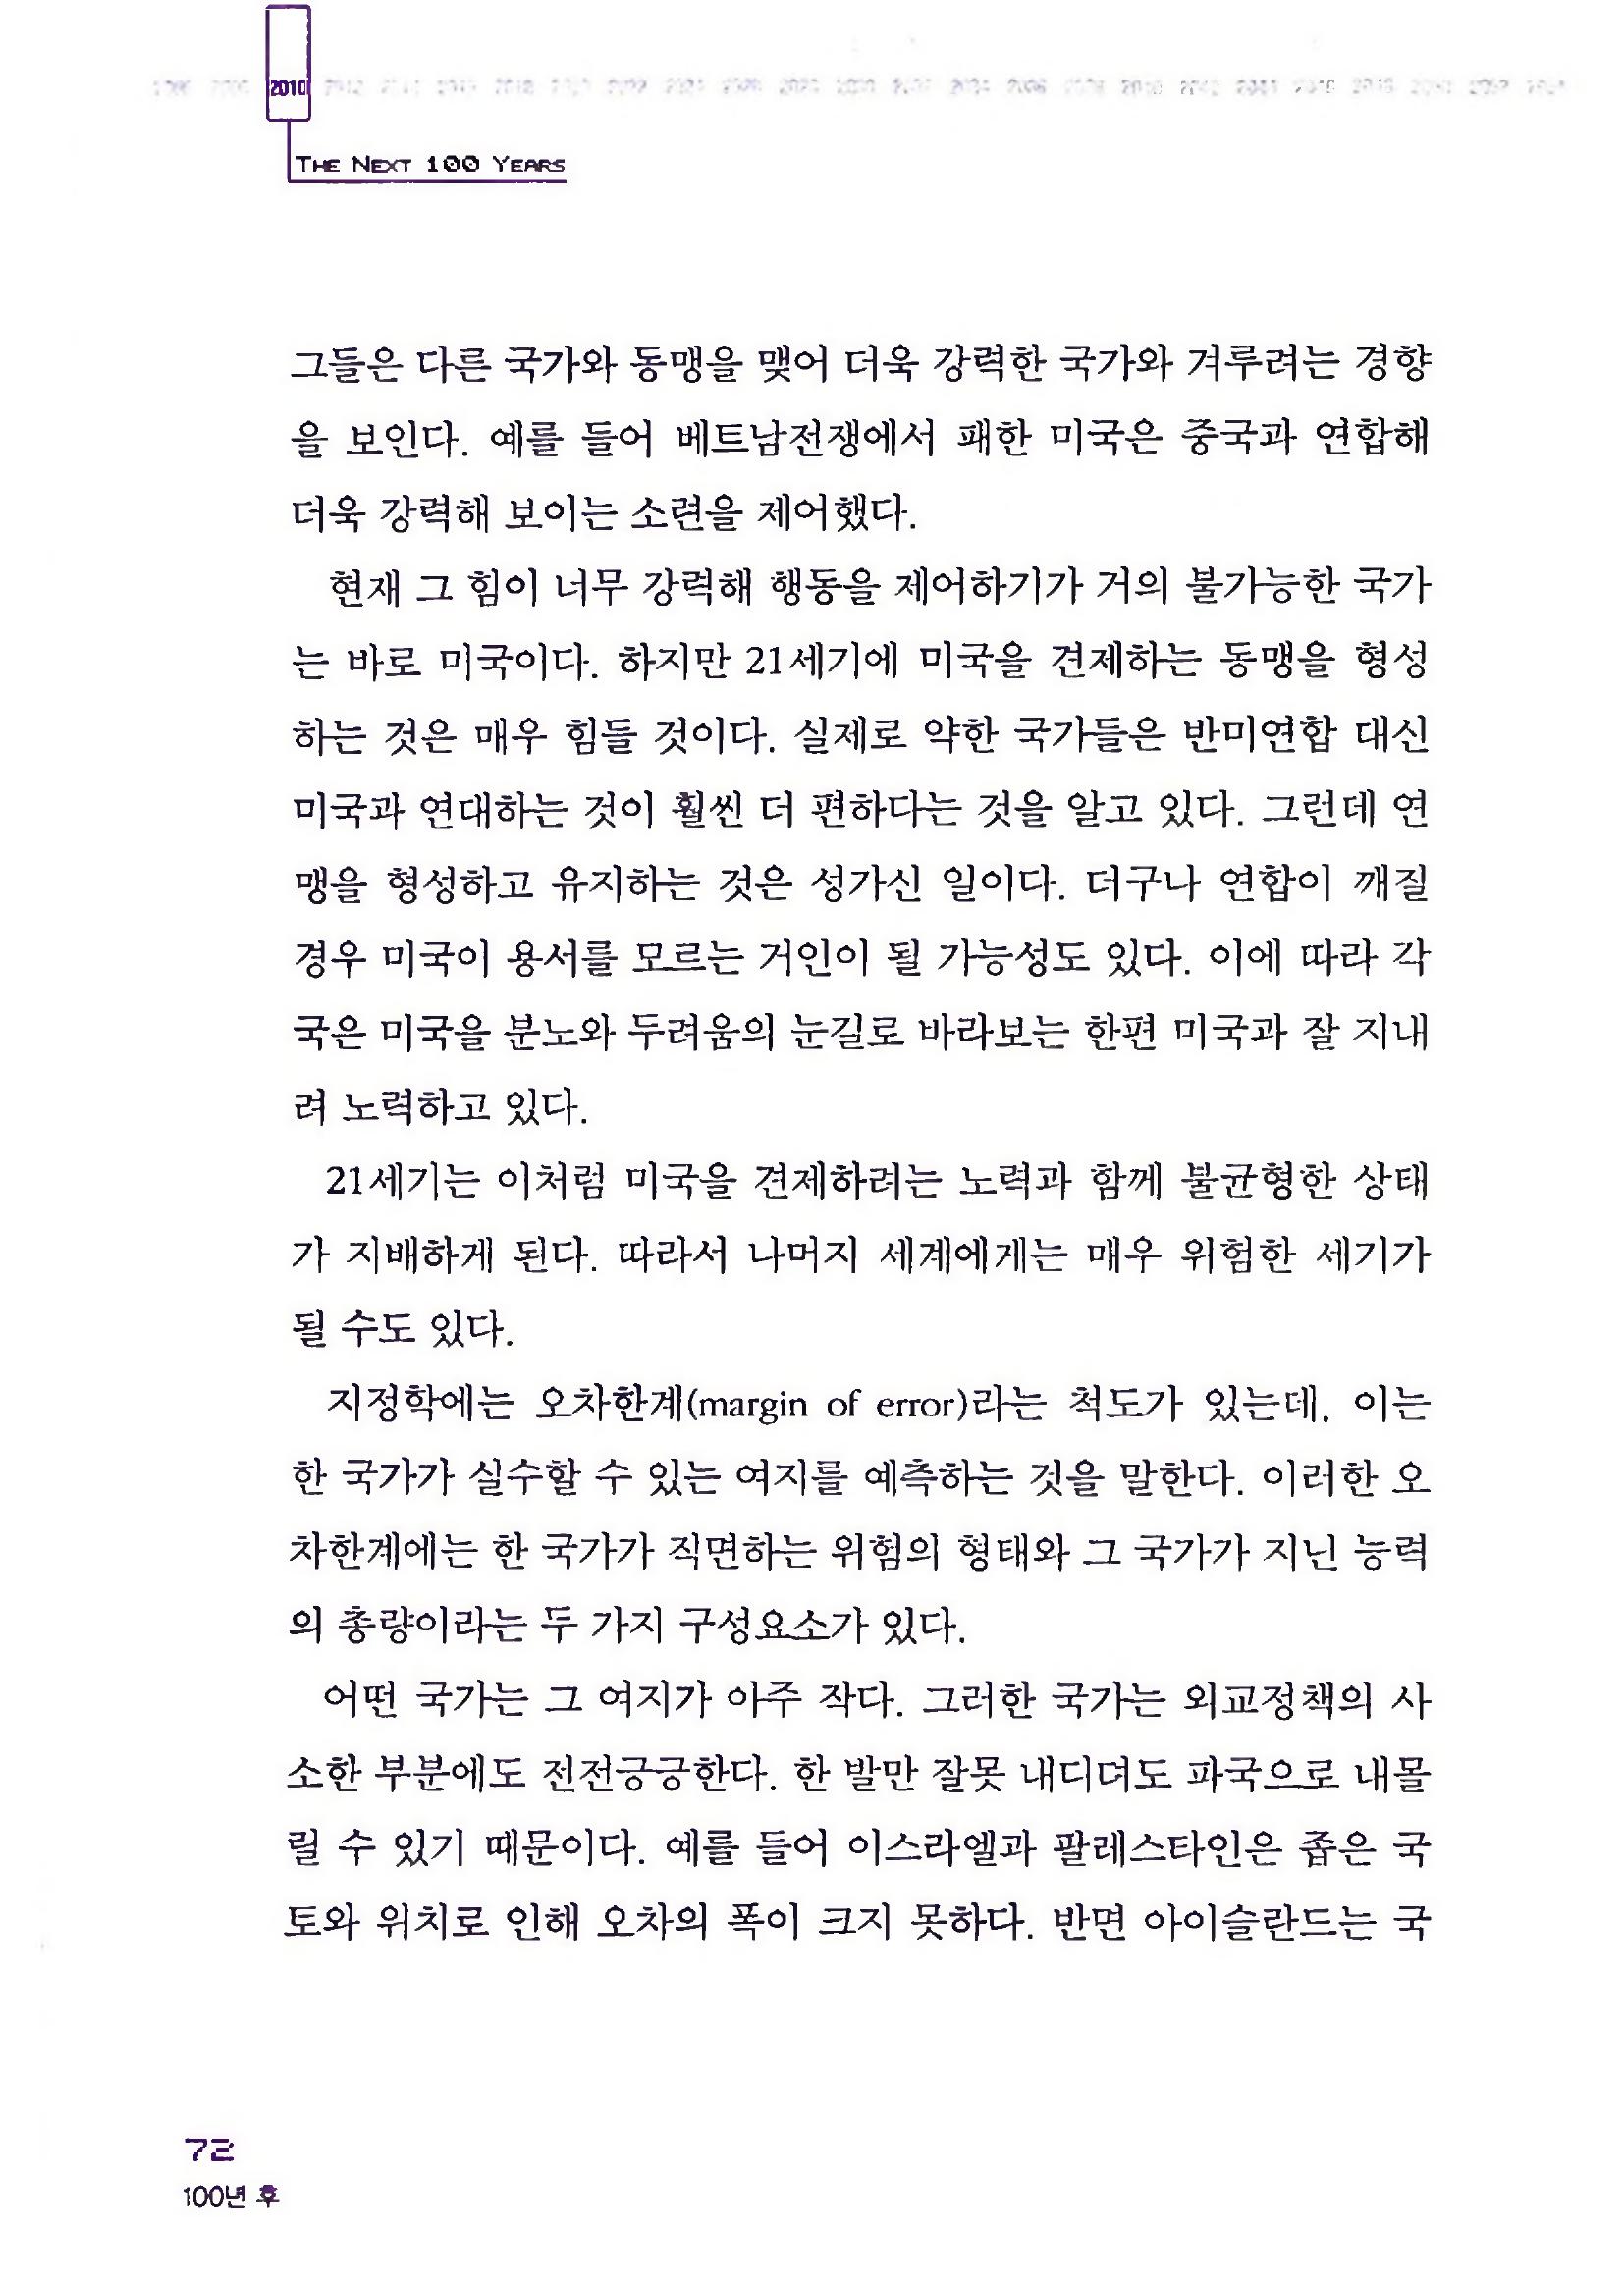 2010
THE NEXT 100 YEARS
그들은 다른 국가와 동맹을 맺어 더욱 강력한 국가와 겨루려는 경향
을 보인다. 예를 들어 베트남전쟁에서 패한 미국은 중국과 연합해
더욱 강력해 보이는 소련을 제어했다.
현재 그 힘이 너무 강력해 행동을 제어하기가 거의 불가능한 국가
는 바로 미국이다. 하지만 21세기에 미국을 견제하는 동맹을 형성
하는 것은 매우 힘들 것이다. 실제로 약한 국가들은 반미연합 대신
미국과 연대하는 것이 훨씬 더 편하다는 것을 알고 있다. 그런데 연
맹을 형성하고 유지하는 것은 성가신 일이다. 더구나 연합이 깨질
경우 미국이 용서를 모르는 거인이 될 가능성도 있다. 이에 따라 각
국은 미국을 분노와 두려움의 눈길로 바라보는 한편 미국과 잘 지내
려 노력하고 있다.
21세기는 이처럼 미국을 견제하려는 노력과 함께 불균형한 상태
가 지배하게 된다. 따라서 나머지 세계에게는 매우 위험한 세기가
될 수도 있다.
지정학에는 오차한계(margin of error)라는 척도가 있는데, 이는
한 국가가 실수할 수 있는 여지를 예측하는 것을 말한다. 이러한 오
차한계에는 한 국가가 직면하는 위험의 형태와 그 국가가 지닌 능력
의 총량이라는 두 가지 구성요소가 있다.
어떤 국가는 그 여지가 아주 작다. 그러한 국가는 외교정책의 사
소한 부분에도 전전긍긍한다. 한 발만 잘못 내디뎌도 파국으로 내몰
릴 수 있기 때문이다. 예를 들어 이스라엘과 팔레스타인은 좁은 국
토와 위치로 인해 오차의 폭이 크지 못하다. 반면 아이슬란드는 국
72
100년 후